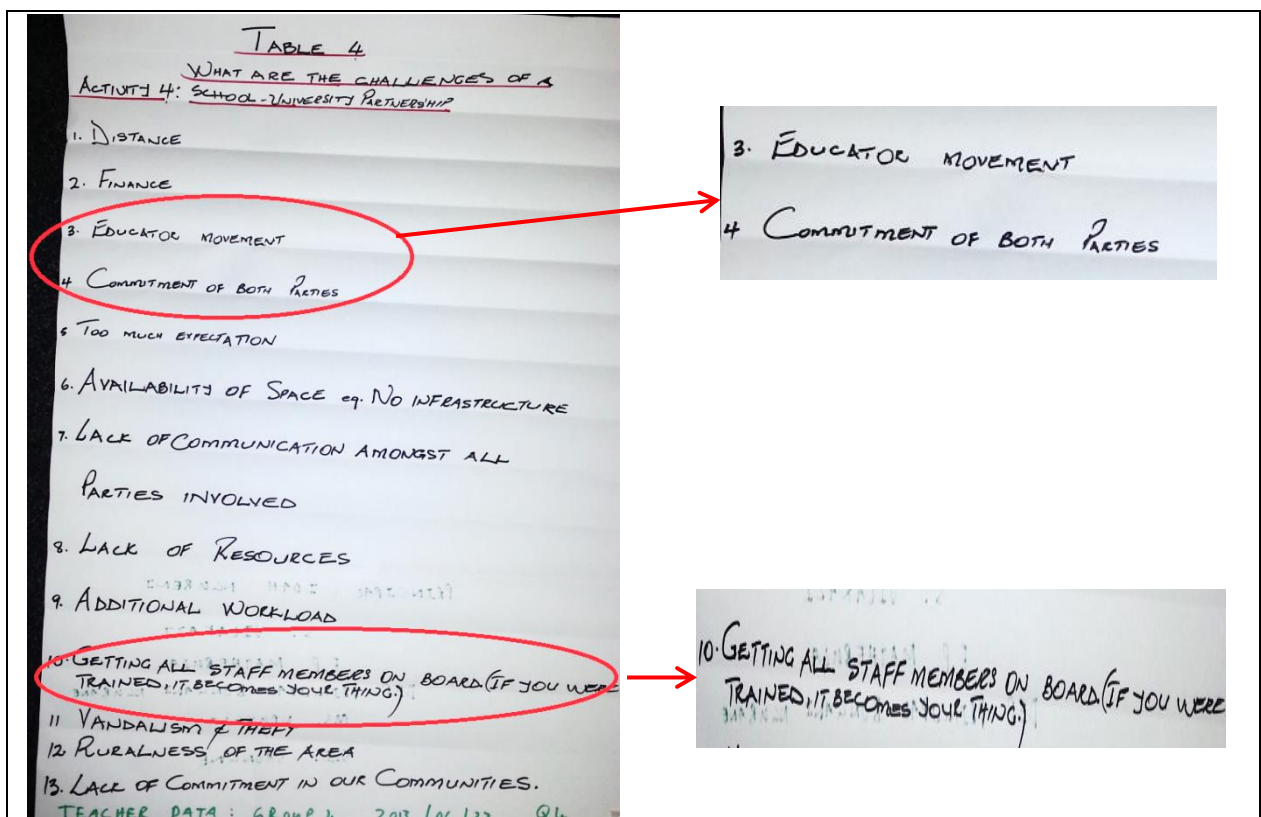 TABLE 4
WHAT ARE THE CHALLENGES OF A
ACTIVITY 4: SCHOOL-UNIVERSITY PARTNERSHIP
1. DISTANCE
2. FINANCE
3. EDUCATOR MOVEMENT
4 COMMITMENT OF BOTH PARTIES
5 TOO MUCH EXPECTATION
6. AVAILABILITY OF SPACE eg. NO INFRASTRUCTURE
7. LACK OF COMMUNICATION AMONGST ALL
PARTIES INVOLVED
8. LACK OF RESOURCES
9. ADDITIONAL WORKLOAD
10. GETTING ALL STAFF MEMBERS ON BOARD (IF YOU WERE
TRAINED, IT BECOMES YOUR THING.)
11 VANDALISM & THEFT
12 RURALNESS OF THE AREA
13. LACK OF COMMITMENT IN OUR COMMUNITIES.
TEACHER DATA: GROUP
3. EDUCATOR MOVEMENT
4 COMMITMENT OF BOTH PARTIES
10. GETTING ALL STAFF MEMBERS ON BOARD (IF YOU WERE
TRAINED, IT BECOMES YOUR THING.)